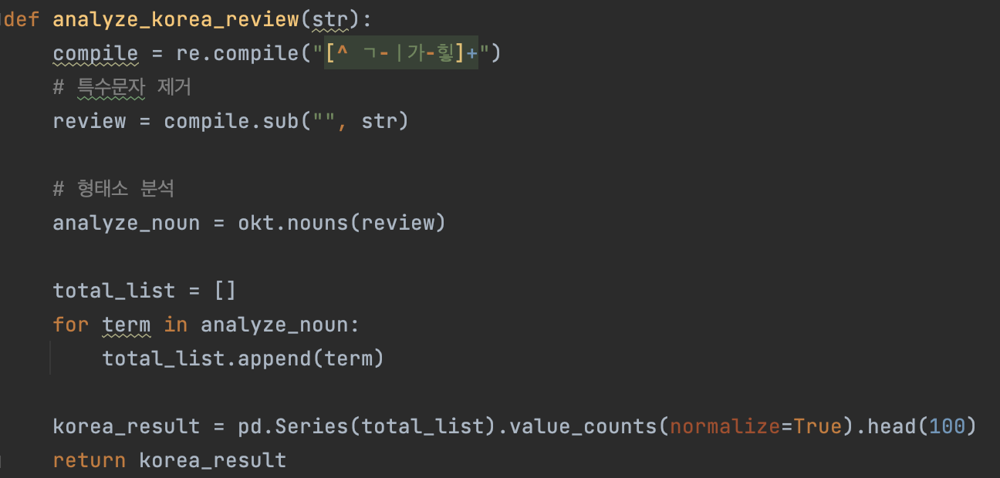 def analyze_korea_review(str):
    compile = re.compile("[^ ㄱ-ㅣ가-힣]+")
    # 특수문자 제거
    review = compile.sub("", str)

    # 형태소 분석
    analyze_noun = okt.nouns(review)

    total_list = []
    for term in analyze_noun:
        total_list.append(term)

    korea_result = pd.Series(total_list).value_counts(normalize=True).head(100)
    return korea_result